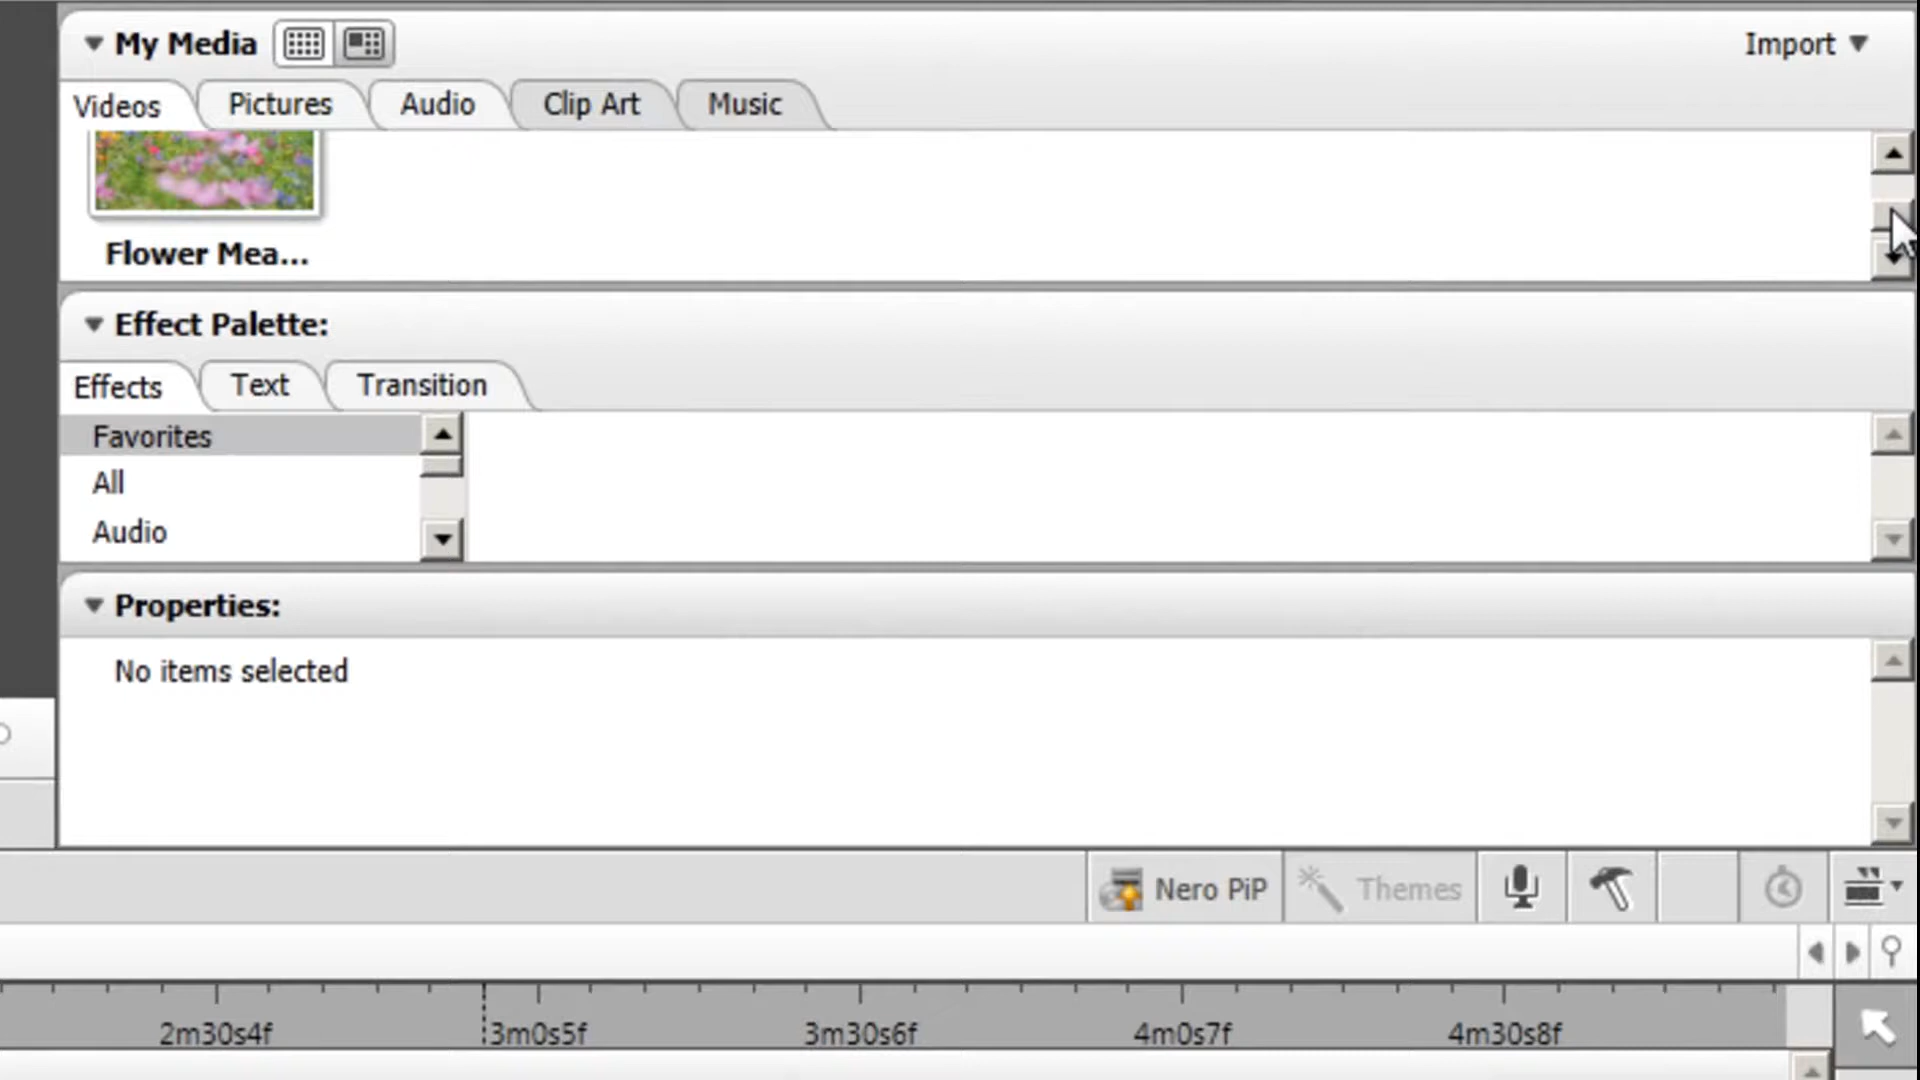 My Media
Import
Videos Pictures Audio Clip Art Music
Flower Mea...
Effect Palette:
Effects Text Transition
Favorites
All
Audio
Properties:
No items selected
Nero PiP Themes
2m30s4f 3m0s5f 3m30s6f 4m0s7f 4m30s8f